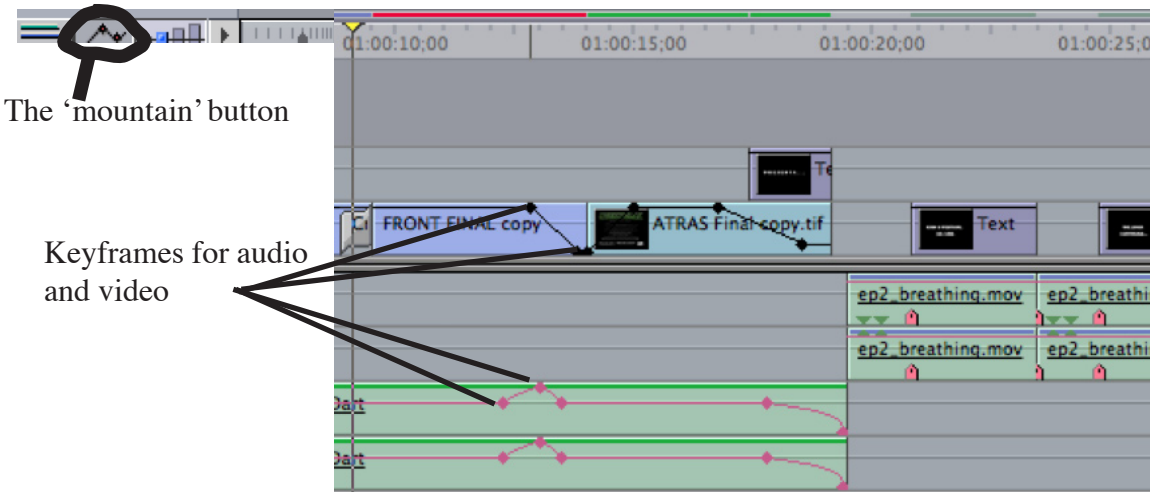 01:00:10;00 01:00:15;00 01:00:20;00 01:00:25;0
The ‘mountain’ button
Te
FRONT FINAL copy ATRAS Final copy.tif Text
Keyframes for audio
and video
ep2_breathing.mov ep2_breathi
ep2_breathing.mov ep2_breathi
Dart
Dart